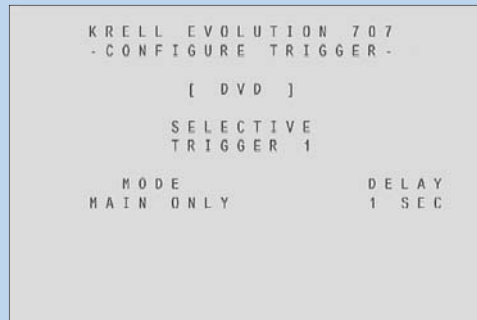 KRELL EVOLUTION 707
-CONFIGURE TRIGGER-
[ DVD ]
SELECTIVE
TRIGGER 1
MODE DELAY
MAIN ONLY 1 SEC